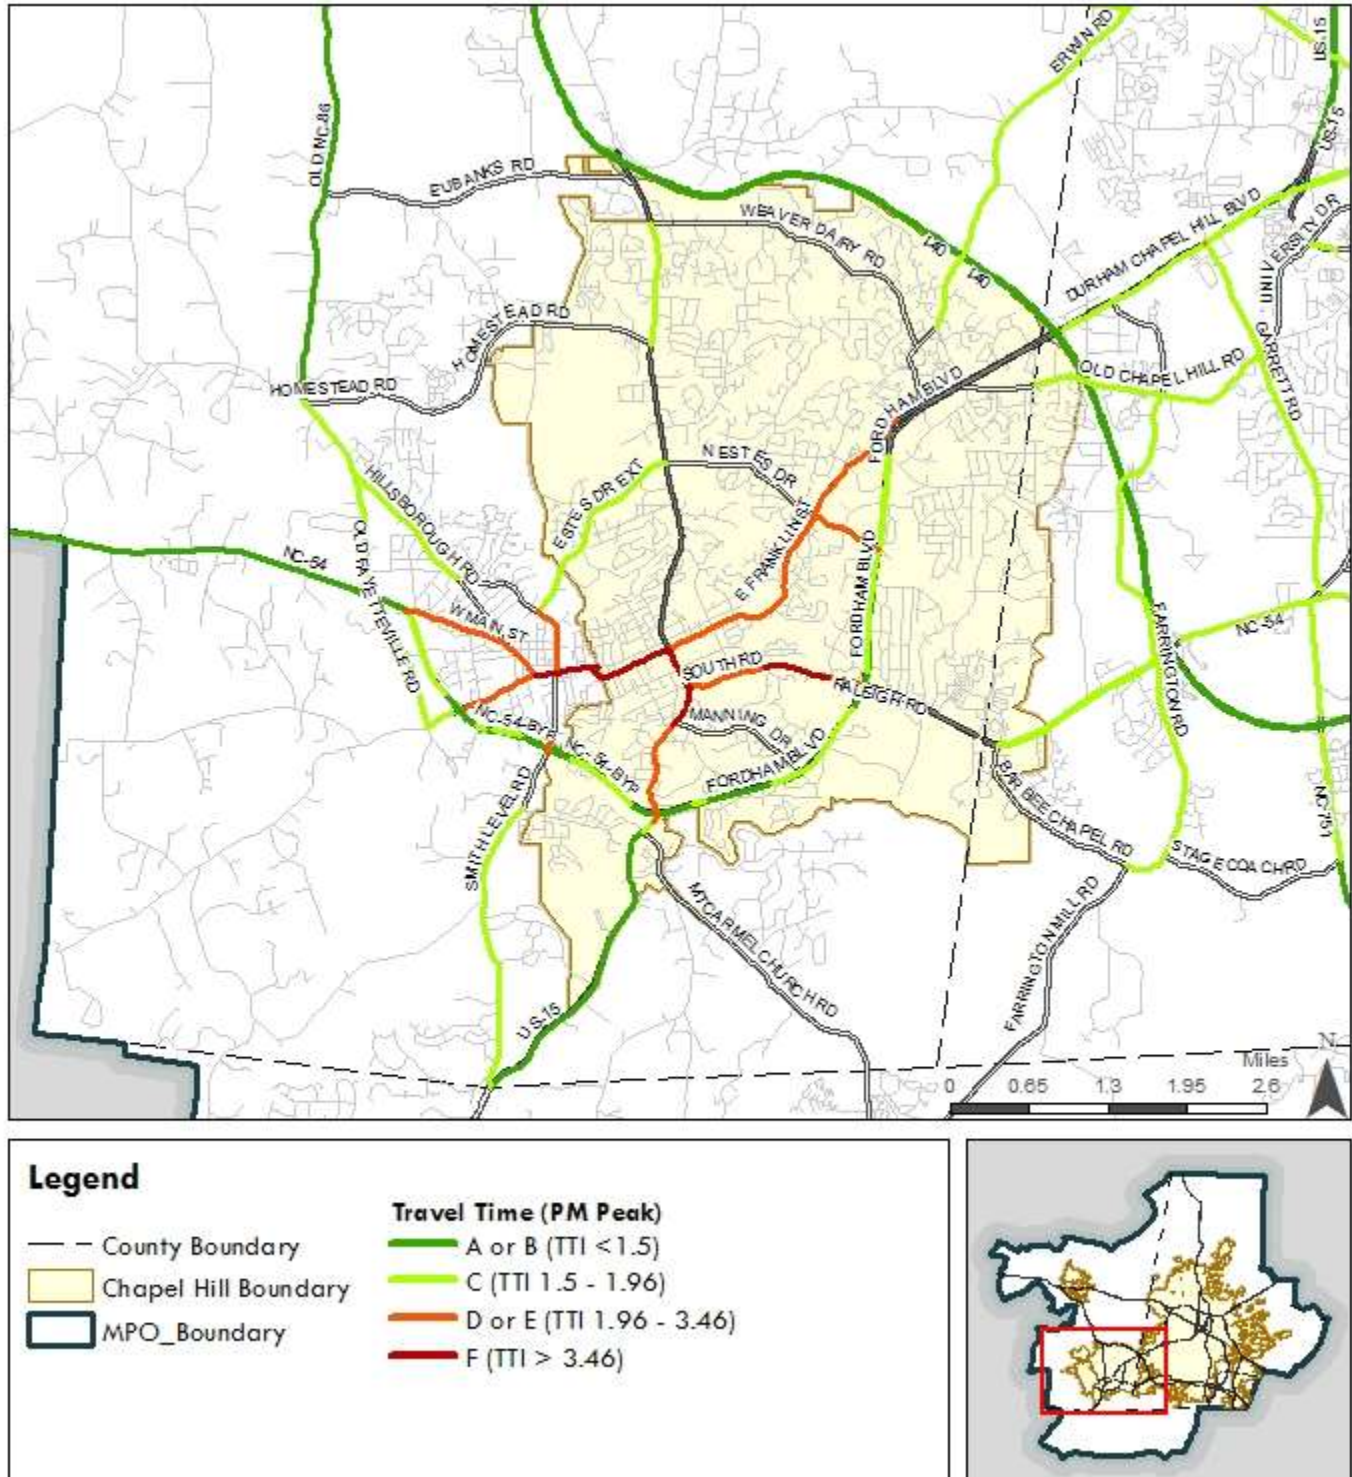 ERWIN RD
US-15
OLD NC-86
EUBANKS RD
US-15
WEAVER DAIRY RD
I-40
I-40
DURHAM CHAPEL HILL BLVD
UNIVERSITY DR
HOMESTEAD RD
HOMESTEAD RD
FORDHAM BLVD
OLD CHAPEL HILL RD
GARRETT RD
HILLSBOROUGH RD
ESTES DR EXT
N ESTES DR
OLD FAYETTEVILLE RD
NC-54
W MAIN ST
E FRANKLIN ST
FORDHAM BLVD
FARRINGTON RD
NC-54
SOUTH RD
RALEIGH RD
MANNING DR
NC-54-BYP
NC-54-BYP
FORDHAM BLVD
SMITH LEVEL RD
BARBEE CHAPEL RD
NC-751
STAGECOACH RD
MT CARMEL CHURCH RD
FARRINGTON MILL RD
US-15
N
Miles
0 0.65 1.3 1.95 2.6
Legend
County Boundary
Chapel Hill Boundary
MPO_Boundary
Travel Time (PM Peak)
A or B (TTI <1.5)
C (TTI 1.5 - 1.96)
D or E (TTI 1.96 - 3.46)
F (TTI > 3.46)